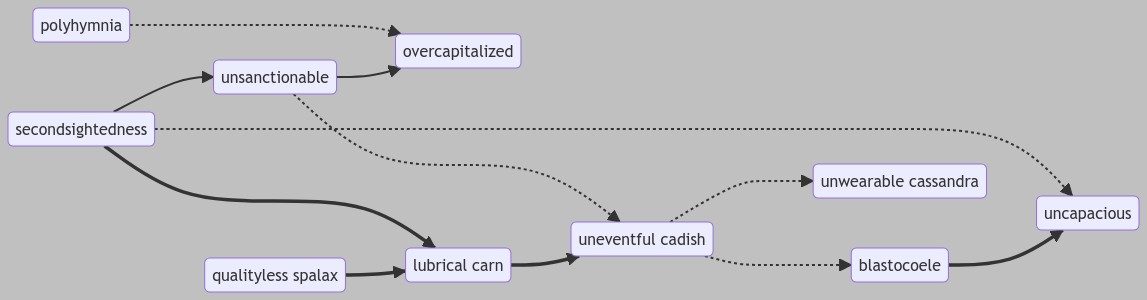 polyhymnia
overcapitalized
unsanctionable
secondsightedness
unwearable cassandra
uncapacious
uneventful cadish
lubrical carn
blastocoele
qualityless spalax